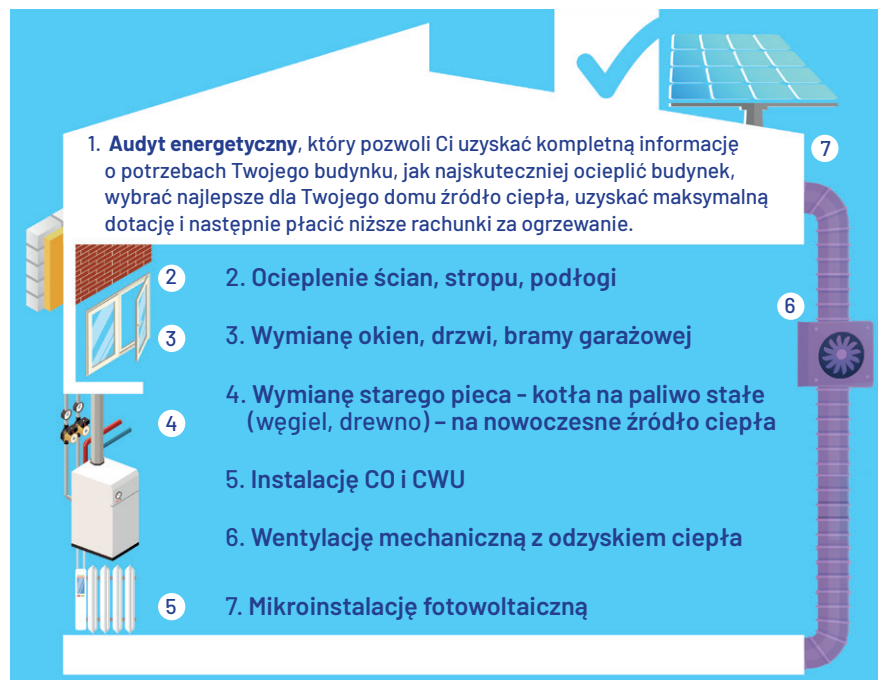 1. Audyt energetyczny, który pozwoli Ci uzyskać kompletną informację
o potrzebach Twojego budynku, jak najskuteczniej ocieplić budynek,
wybrać najlepsze dla Twojego domu źródło ciepła, uzyskać maksymalną
dotację i następnie płacić niższe rachunki za ogrzewanie.
7
2
2. Ocieplenie ścian, stropu, podłogi
6
3
3. Wymianę okien, drzwi, bramy garażowej
4
4. Wymianę starego pieca - kotła na paliwo stałe
(węgiel, drewno) – na nowoczesne źródło ciepła
5. Instalację CO i CWU
6. Wentylację mechaniczną z odzyskiem ciepła
5
7. Mikroinstalację fotowoltaiczną